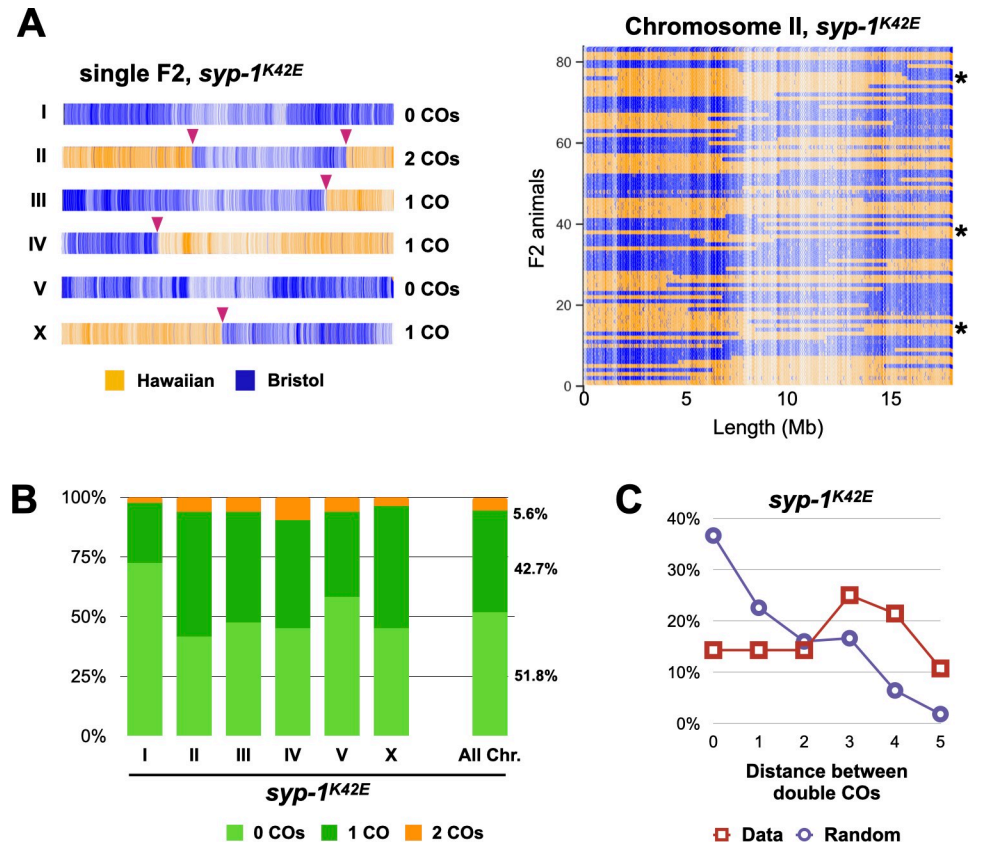 A
single F2, syp-1K42E
I 0 COs
II 2 COs
III 1 CO
IV 1 CO
V 0 COs
X 1 CO
Hawaiian Bristol
Chromosome II, syp-1K42E
F2 animals
80
60
40
20
0
*
*
*
0 5 10 15
Length (Mb)
B
100%
75%
50%
25%
0%
5.6%
42.7%
51.8%
I II III IV V X All Chr.
syp-1K42E
0 COs 1 CO 2 COs
C
syp-1K42E
40%
30%
20%
10%
0%
0 1 2 3 4 5
Distance between
double COs
Data Random